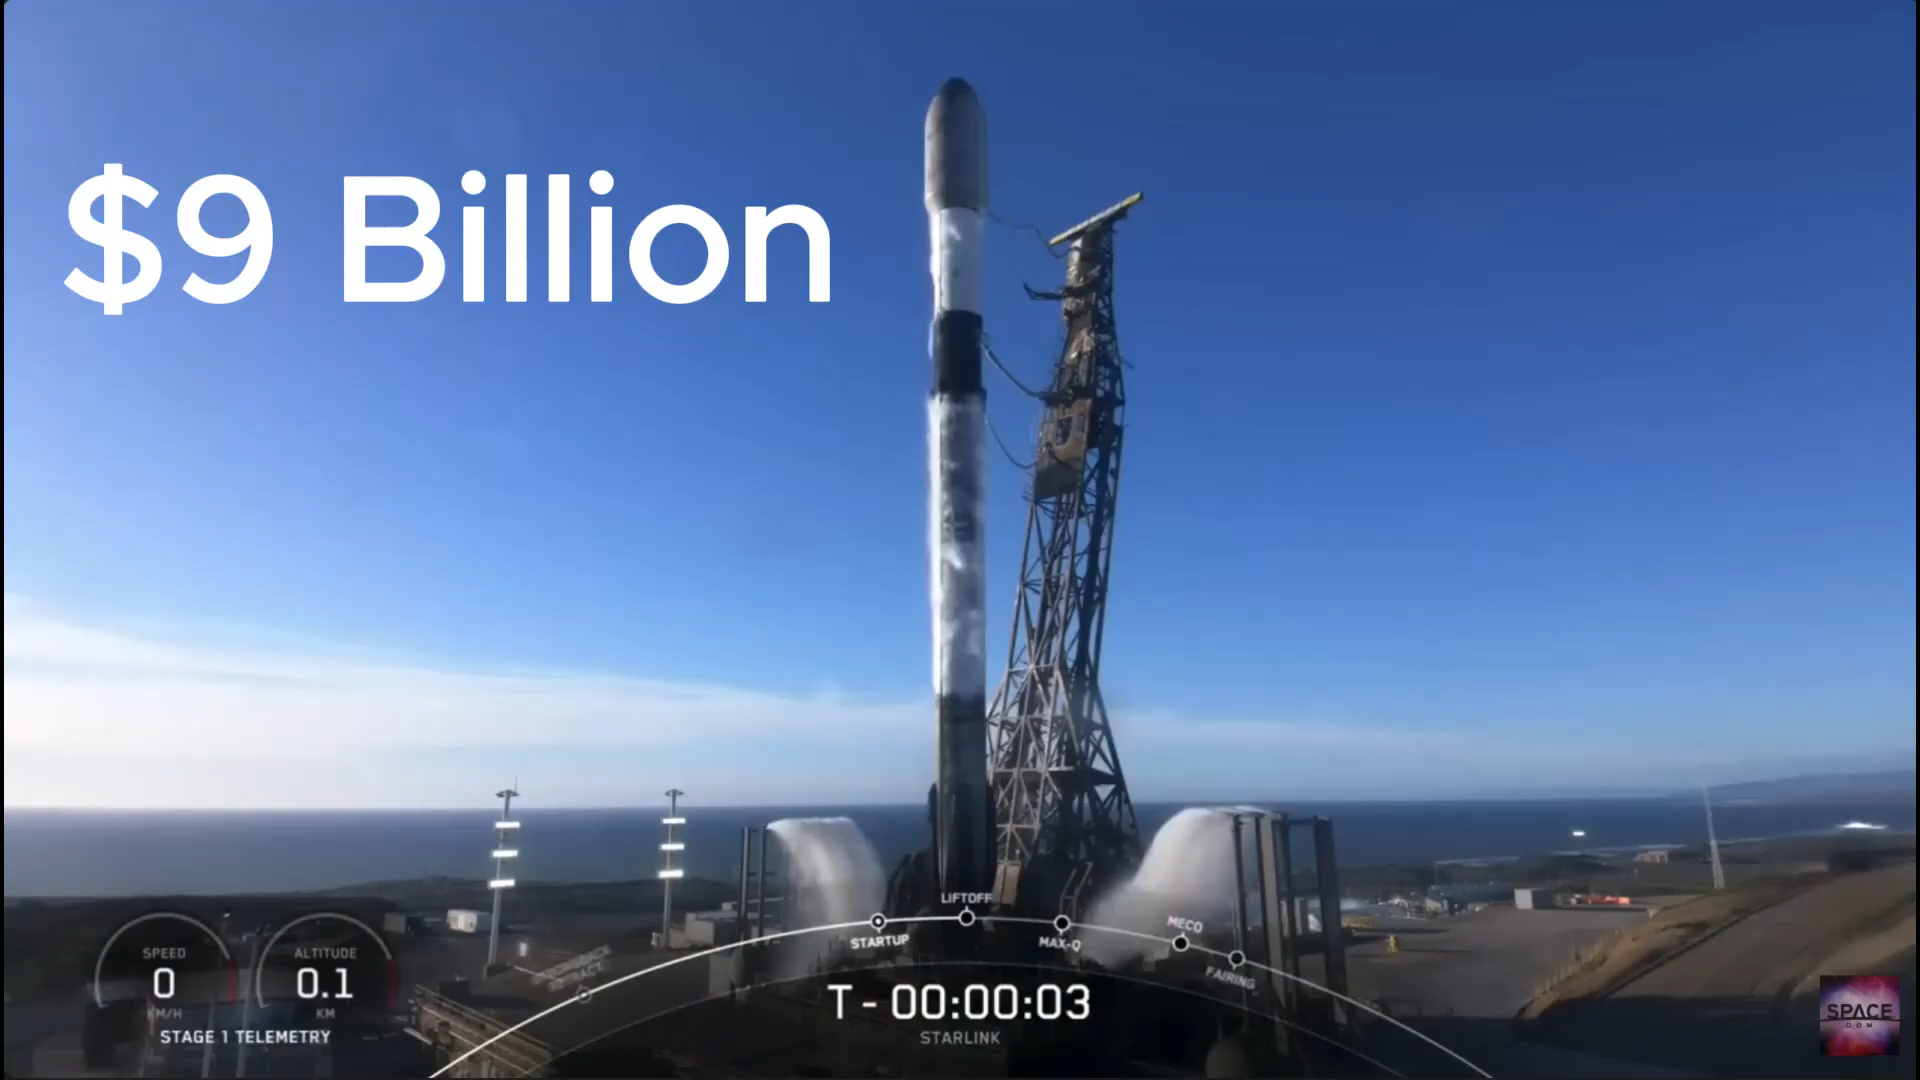 $9 Billion
LIFTOFF
STARTUP
MAX-Q
MECO
FAIRING
SPEED
0
KM/H
ALTITUDE
0.1
KM
STAGE 1 TELEMETRY
T - 00:00:03
STARLINK
SPACE
.COM